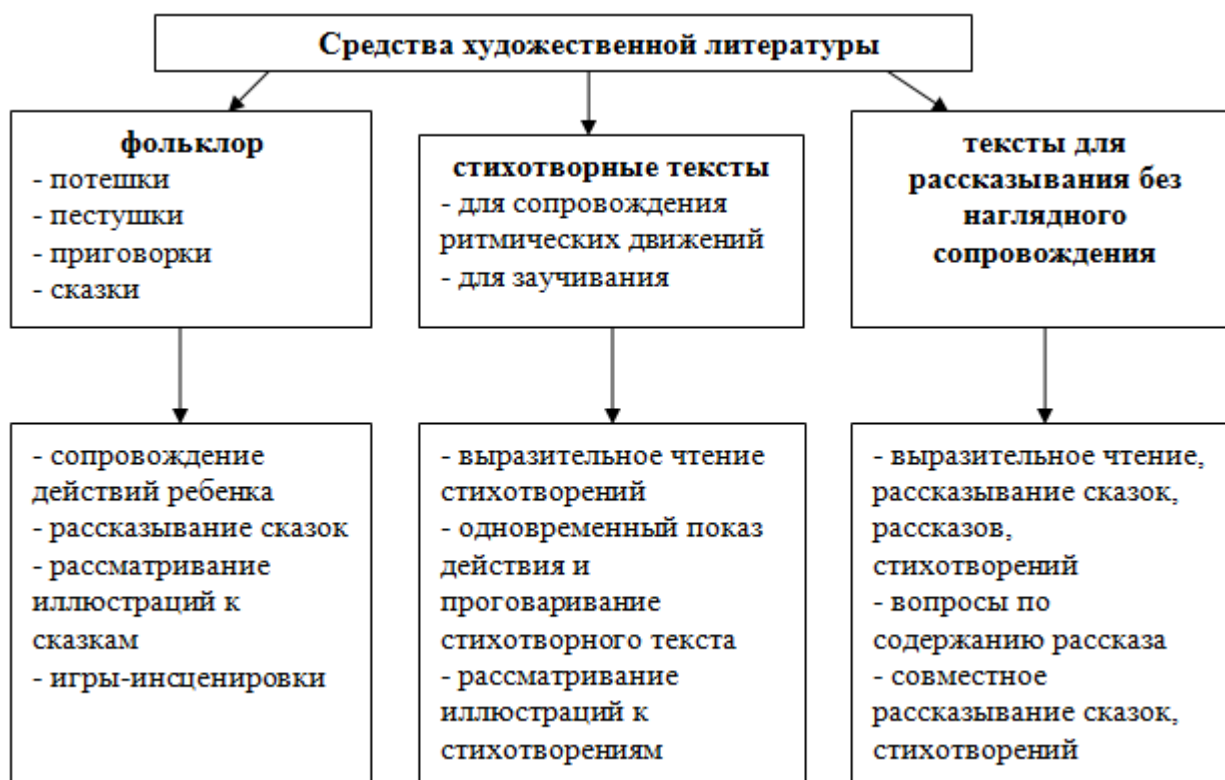 Средства художественной литературы
фольклор
- потешки
- пестушки
- приговорки
- сказки
стихотворные тексты
- для сопровождения
ритмических движений
- для заучивания
тексты для
рассказывания без
наглядного
сопровождения
- сопровождение
действий ребенка
- рассказывание сказок
- рассматривание
иллюстраций к
сказкам
- игры-инсценировки
- выразительное чтение
стихотворений
- одновременный показ
действия и
проговаривание
стихотворного текста
- рассматривание
иллюстраций к
стихотворениям
- выразительное чтение,
рассказывание сказок,
рассказов,
стихотворений
- вопросы по
содержанию рассказа
- совместное
рассказывание сказок,
стихотворений